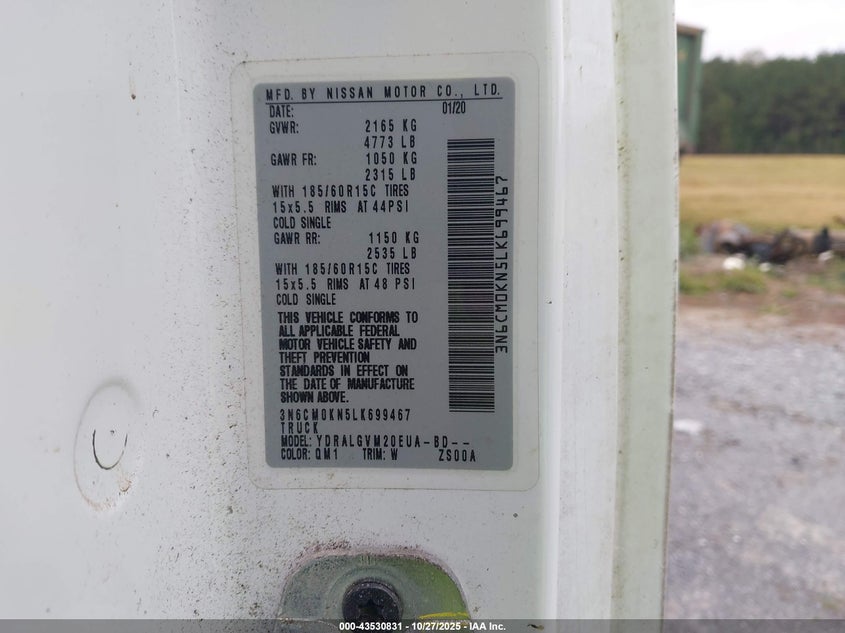 MFD. BY NISSAN MOTOR CO., LTD.
DATE: 01/20
GVWR: 2165 KG
4773 LB
GAWR FR: 1050 KG
2315 LB
WITH 185/60R15C TIRES
15x5.5 RIMS AT 44PSI
COLD SINGLE
GAWR RR: 1150 KG
2535 LB
WITH 185/60R15C TIRES
15x5.5 RIMS AT 48 PSI
COLD SINGLE
THIS VEHICLE CONFORMS TO
ALL APPLICABLE FEDERAL
MOTOR VEHICLE SAFETY AND
THEFT PREVENTION
STANDARDS IN EFFECT ON
THE DATE OF MANUFACTURE
SHOWN ABOVE.
3N6CM0KN5LK699467
TRUCK
MODEL: YDRALGVM20EUA-BD--
COLOR: QM1 TRIM: W ZS00A
3N6CM0KN5LK699467
000-43530831 - 10/27/2025 - IAA Inc.